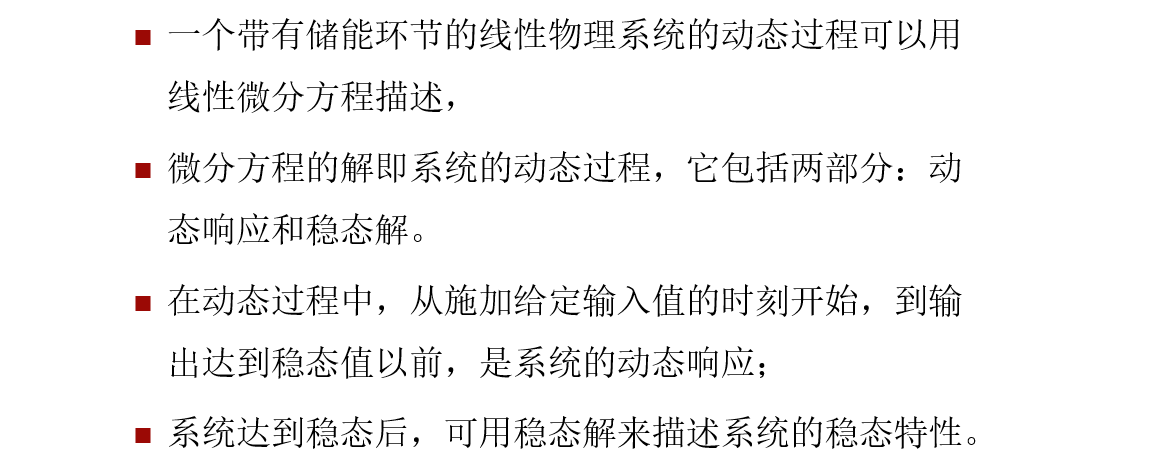 ■ 一个带有储能环节的线性物理系统的动态过程可以用
线性微分方程描述，
■ 微分方程的解即系统的动态过程，它包括两部分：动
态响应和稳态解。
■ 在动态过程中，从施加给定输入值的时刻开始，到输
出达到稳态值以前，是系统的动态响应；
■ 系统达到稳态后，可用稳态解来描述系统的稳态特性。